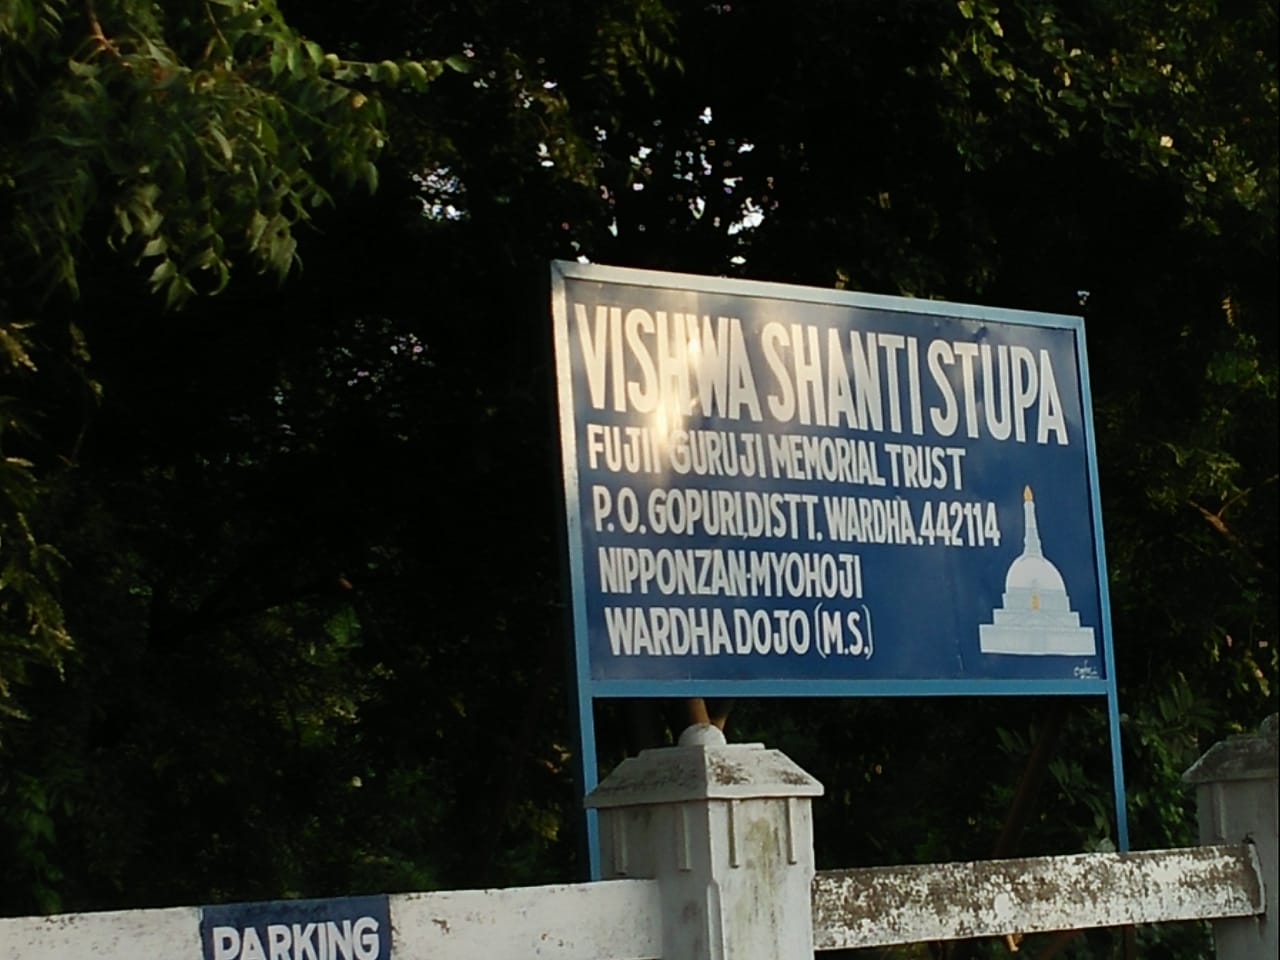 VISHWA SHANTI STUPA
FUJII GURUJI MEMORIAL TRUST
P.O. GOPURI, DISTT. WARDHA. 442114
NIPPONZAN-MYOHOJI
WARDHA DOJO (M.S.)
PARKING